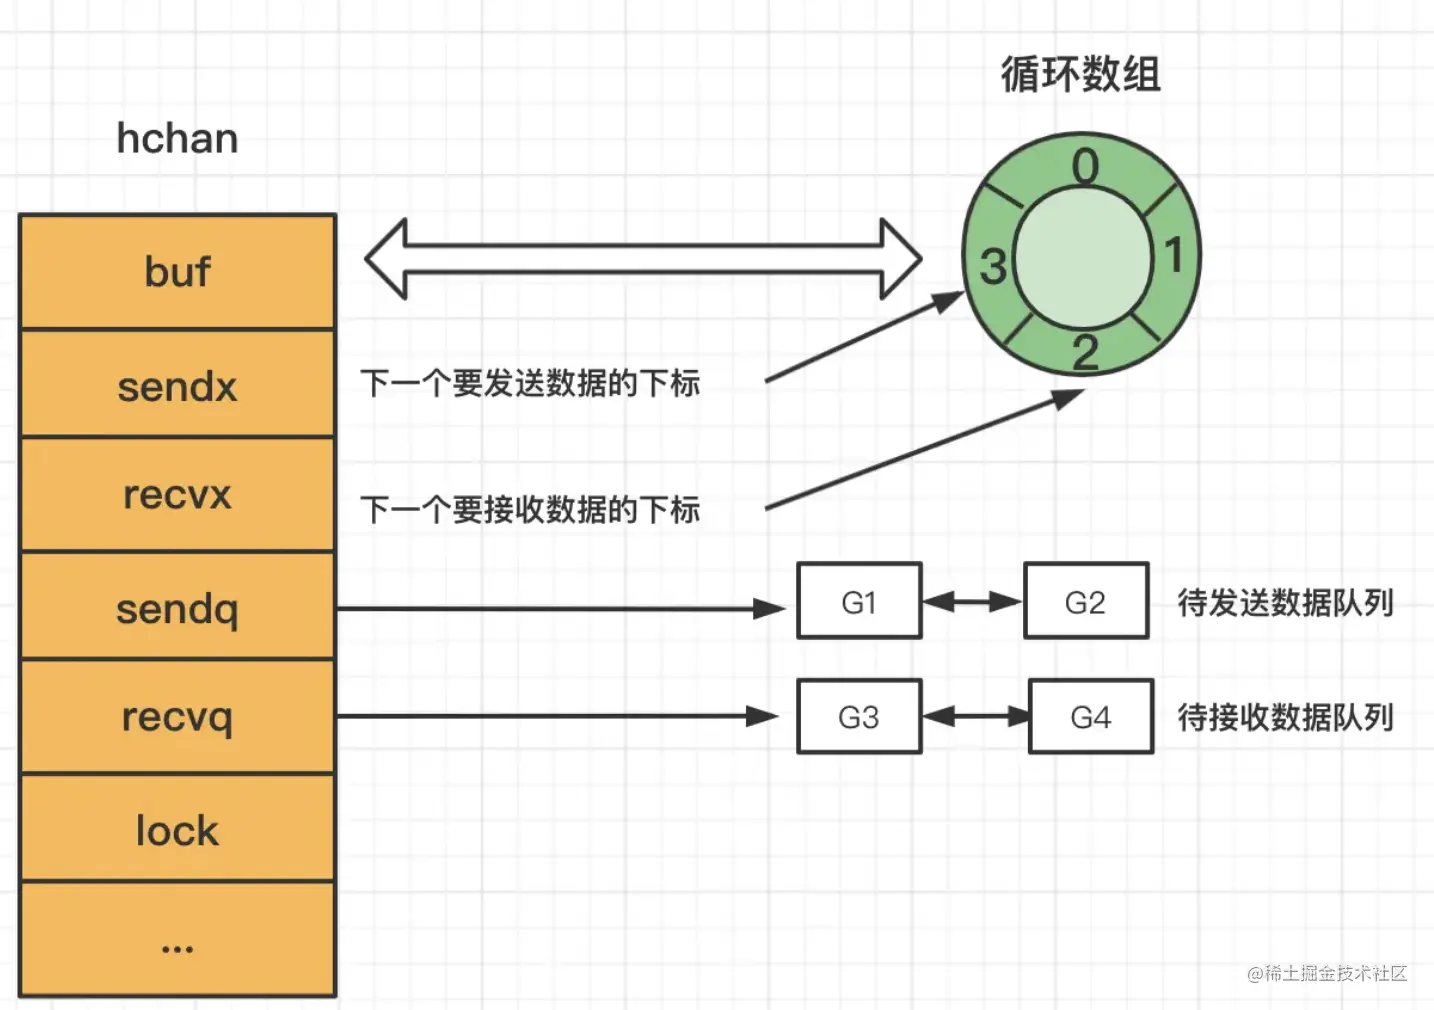 循环数组
hchan
0
1
2
3
buf
sendx
下一个要发送数据的下标
recvx
下一个要接收数据的下标
sendq
G1
G2
待发送数据队列
recvq
G3
G4
待接收数据队列
lock
...
@稀土掘金技术社区